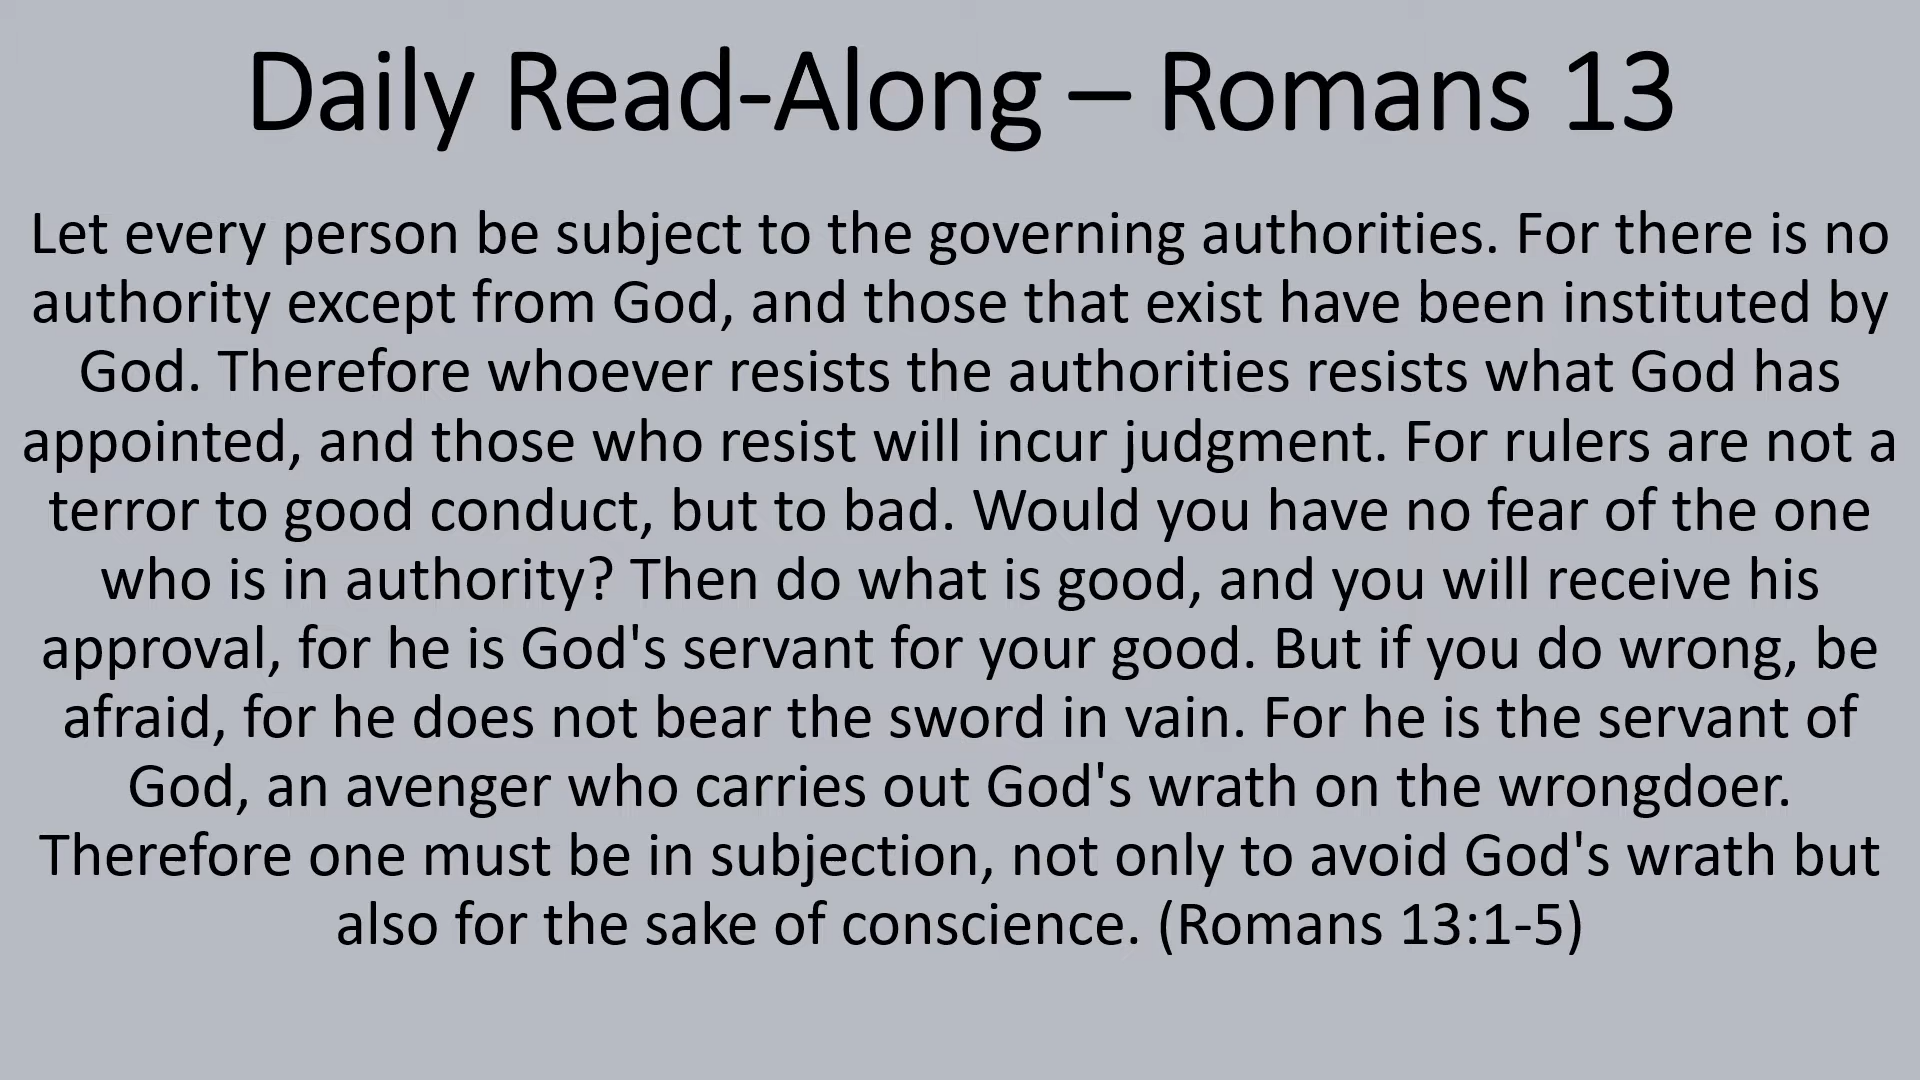 Daily Read-Along – Romans 13
Let every person be subject to the governing authorities. For there is no
authority except from God, and those that exist have been instituted by
God. Therefore whoever resists the authorities resists what God has
appointed, and those who resist will incur judgment. For rulers are not a
terror to good conduct, but to bad. Would you have no fear of the one
who is in authority? Then do what is good, and you will receive his
approval, for he is God's servant for your good. But if you do wrong, be
afraid, for he does not bear the sword in vain. For he is the servant of
God, an avenger who carries out God's wrath on the wrongdoer.
Therefore one must be in subjection, not only to avoid God's wrath but
also for the sake of conscience. (Romans 13:1-5)